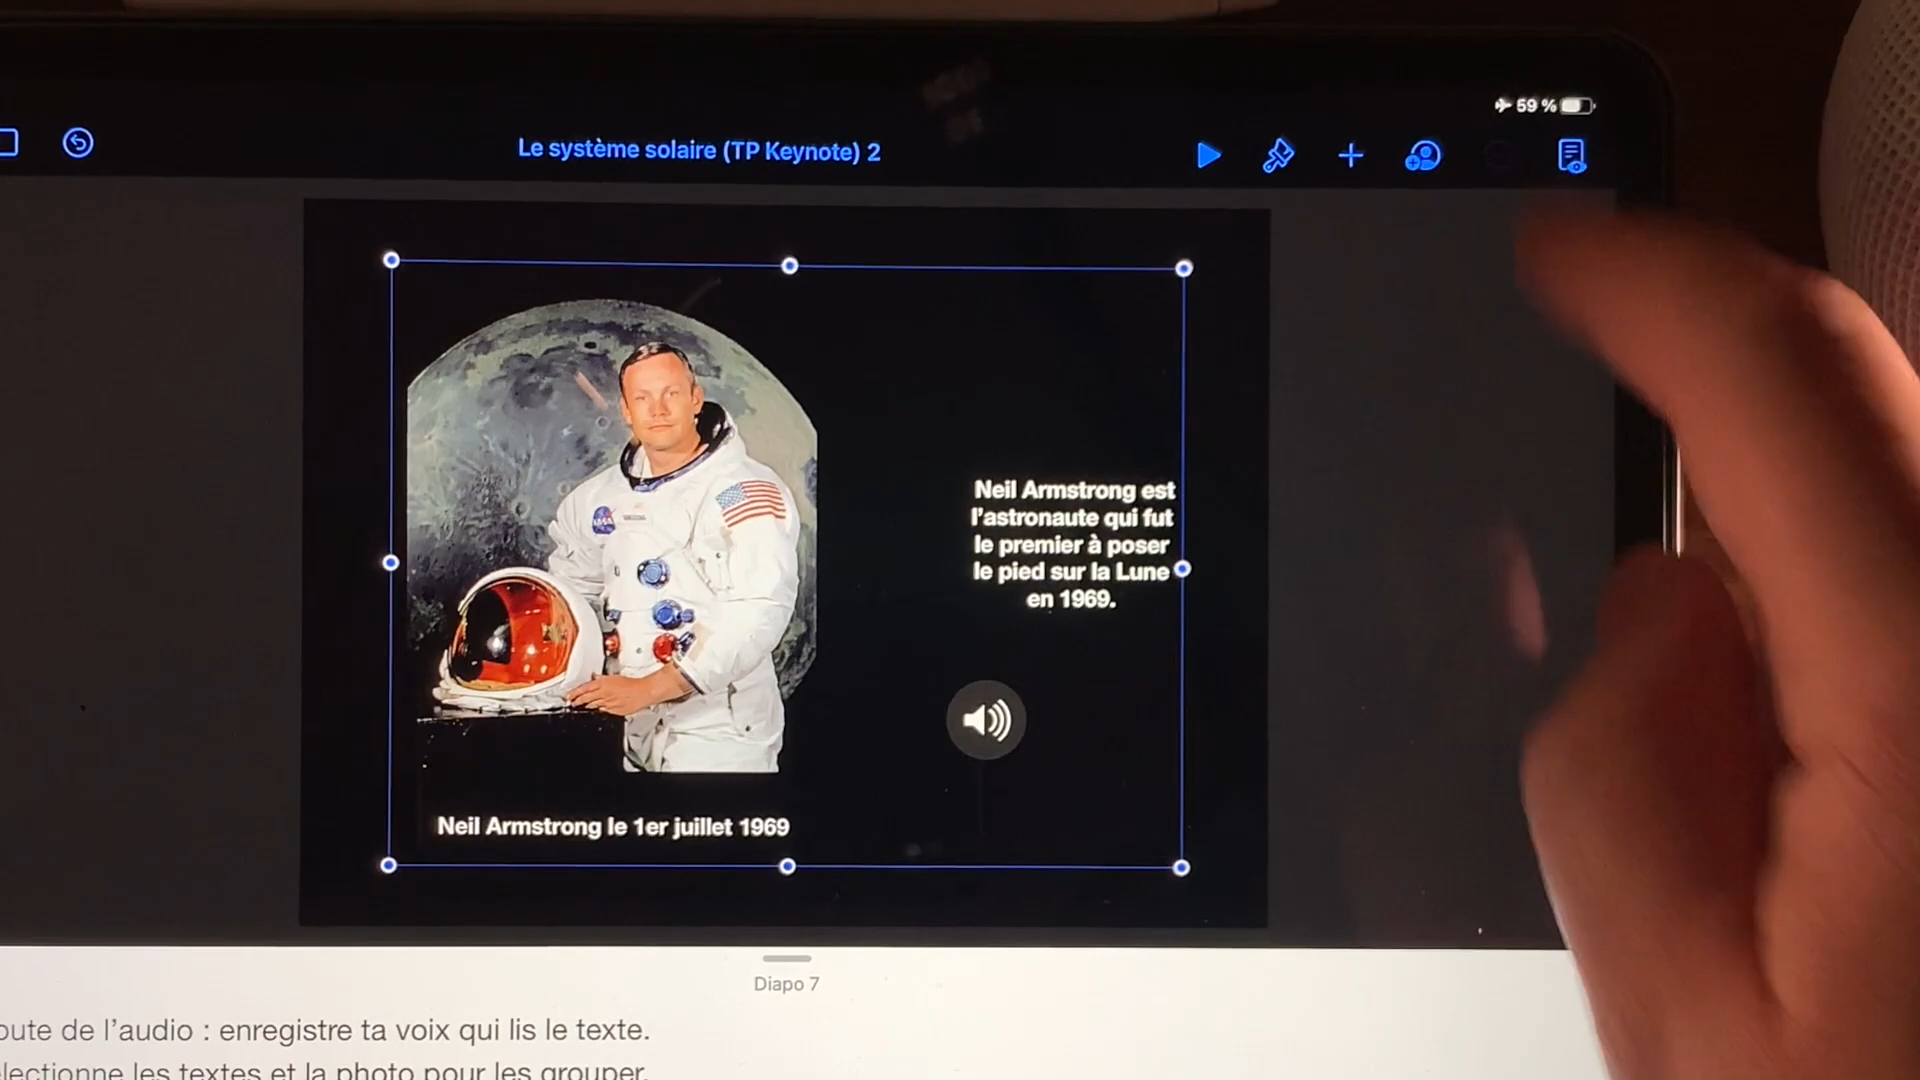 59 %
Le système solaire (TP Keynote) 2
Neil Armstrong est
l'astronaute qui fut
le premier à poser
le pied sur la Lune
en 1969.
Neil Armstrong le 1er juillet 1969
Diapo 7
de l'audio : enregistre ta voix qui lis le texte.
les textes et la photo pour les grouper.